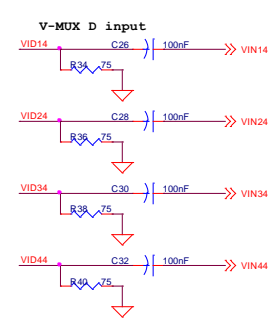 V-MUX D input
VID14 C26 100nF VIN14
R34 75
VID24 C28 100nF VIN24
R36 75
VID34 C30 100nF VIN34
R38 75
VID44 C32 100nF VIN44
R40 75